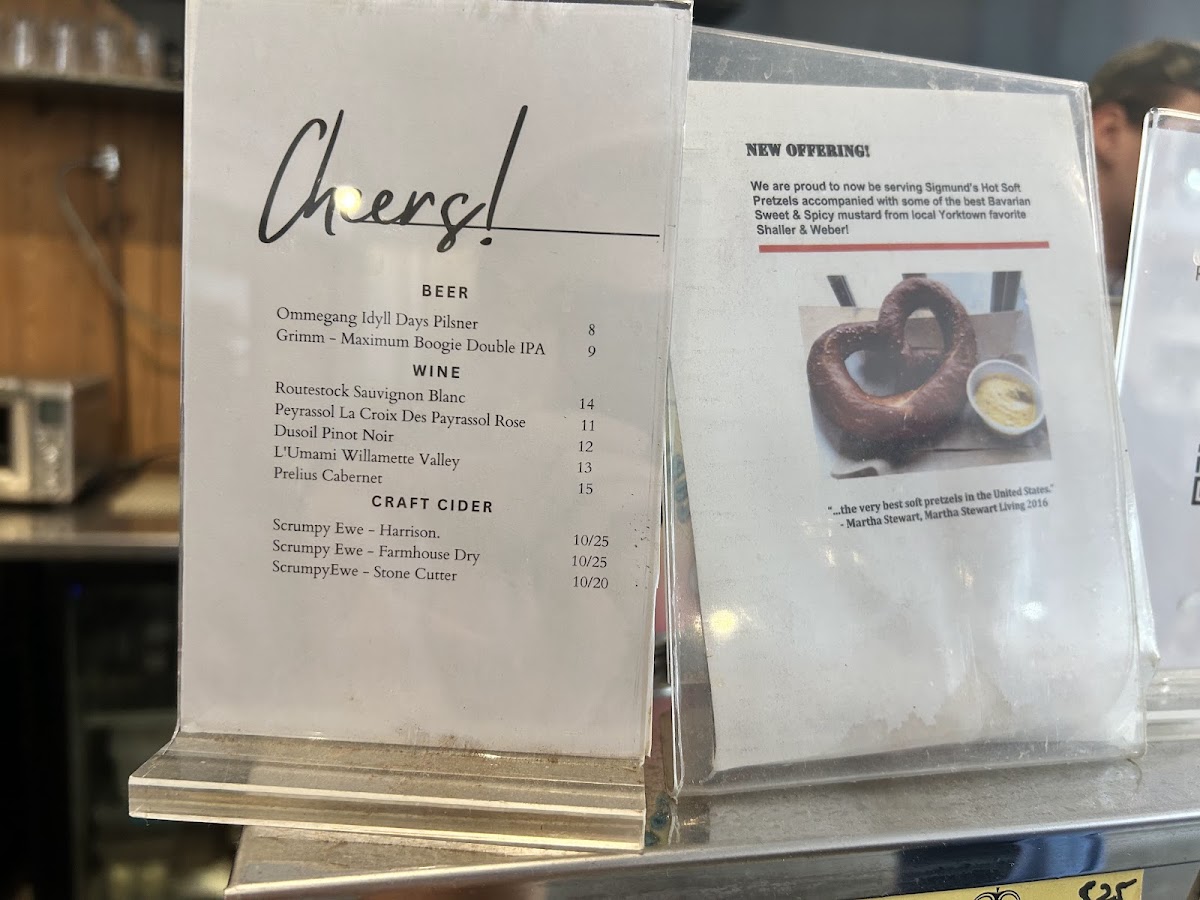 Cheers!
BEER
Ommegang Idyll Days Pilsner 8
Grimm - Maximum Boogie Double IPA 9
WINE
Routestock Sauvignon Blanc 14
Peyrassol La Croix Des Payrassol Rose 11
Dusoil Pinot Noir 12
L'Umami Willamette Valley 13
Prelius Cabernet 15
CRAFT CIDER
Scrumpy Ewe - Harrison. 10/25
Scrumpy Ewe - Farmhouse Dry 10/25
ScrumpyEwe - Stone Cutter 10/20
NEW OFFERING!
We are proud to now be serving Sigmund's Hot Soft
Pretzels accompanied with some of the best Bavarian
Sweet & Spicy mustard from local Yorktown favorite
Shaller & Weber!
"...the very best soft pretzels in the United States."
- Martha Stewart, Martha Stewart Living 2016
$25